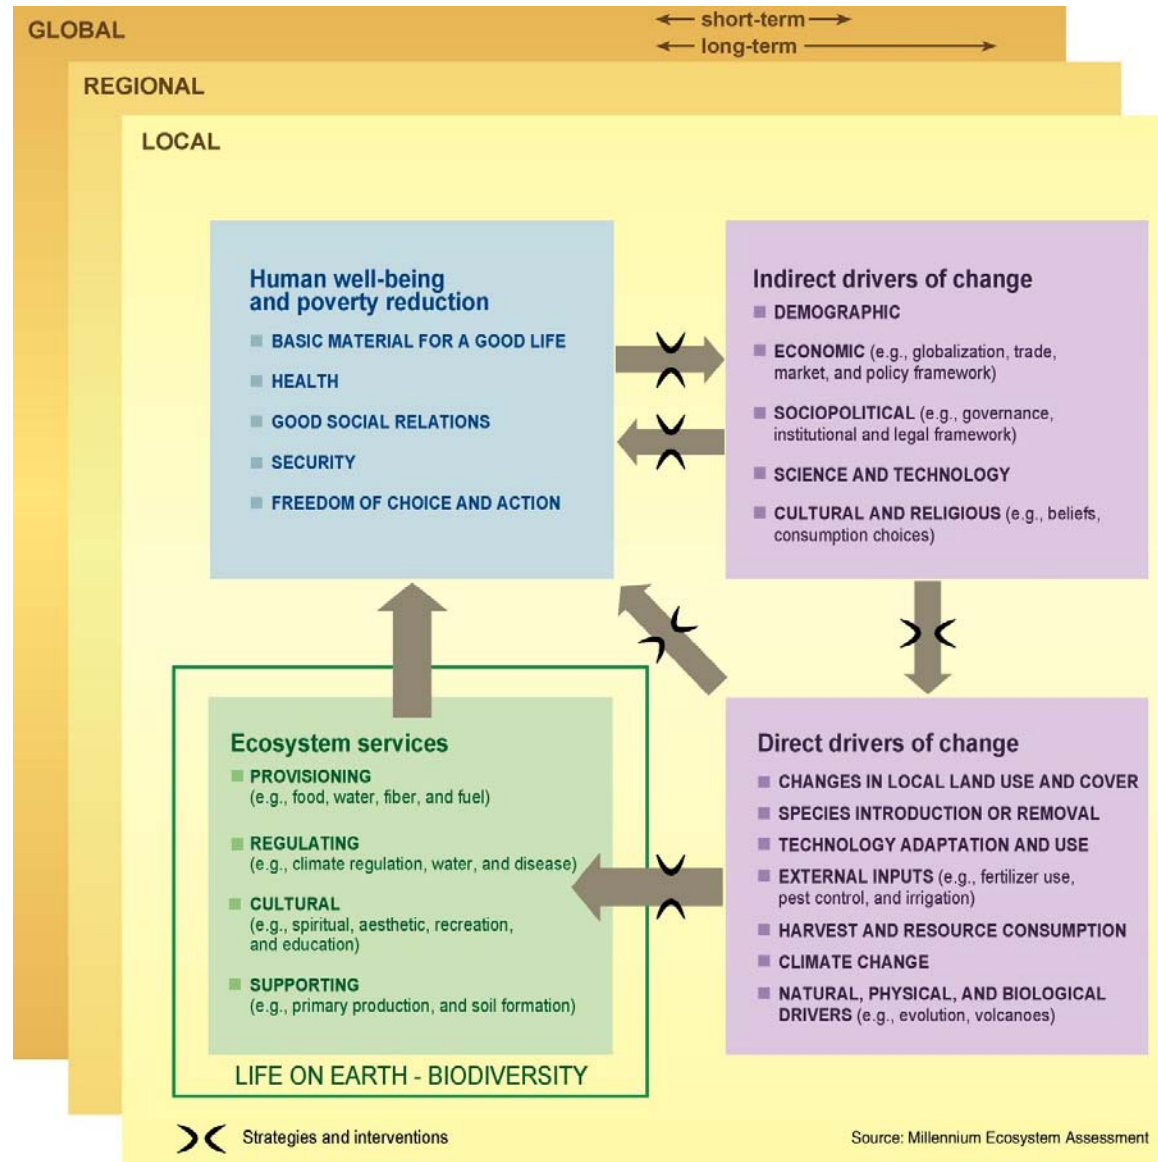 GLOBAL
short-term
long-term
REGIONAL
LOCAL
Human well-being
and poverty reduction
BASIC MATERIAL FOR A GOOD LIFE
HEALTH
GOOD SOCIAL RELATIONS
SECURITY
FREEDOM OF CHOICE AND ACTION
Indirect drivers of change
DEMOGRAPHIC
ECONOMIC (e.g., globalization, trade,
market, and policy framework)
SOCIOPOLITICAL (e.g., governance,
institutional and legal framework)
SCIENCE AND TECHNOLOGY
CULTURAL AND RELIGIOUS (e.g., beliefs,
consumption choices)
Ecosystem services
PROVISIONING
(e.g., food, water, fiber, and fuel)
REGULATING
(e.g., climate regulation, water, and disease)
CULTURAL
(e.g., spiritual, aesthetic, recreation,
and education)
SUPPORTING
(e.g., primary production, and soil formation)
LIFE ON EARTH - BIODIVERSITY
Direct drivers of change
CHANGES IN LOCAL LAND USE AND COVER
SPECIES INTRODUCTION OR REMOVAL
TECHNOLOGY ADAPTATION AND USE
EXTERNAL INPUTS (e.g., fertilizer use,
pest control, and irrigation)
HARVEST AND RESOURCE CONSUMPTION
CLIMATE CHANGE
NATURAL, PHYSICAL, AND BIOLOGICAL
DRIVERS (e.g., evolution, volcanoes)
Strategies and interventions
Source: Millennium Ecosystem Assessment